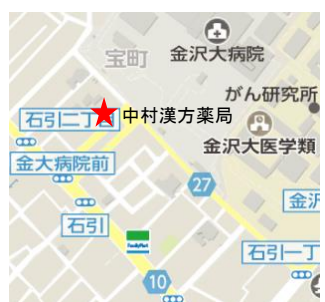 宝町
金沢大病院
がん研究所
石引二丁目
中村漢方薬局
金沢大医学類
金大病院前
27
金沢
石引
FamilyMart
石引一丁
10